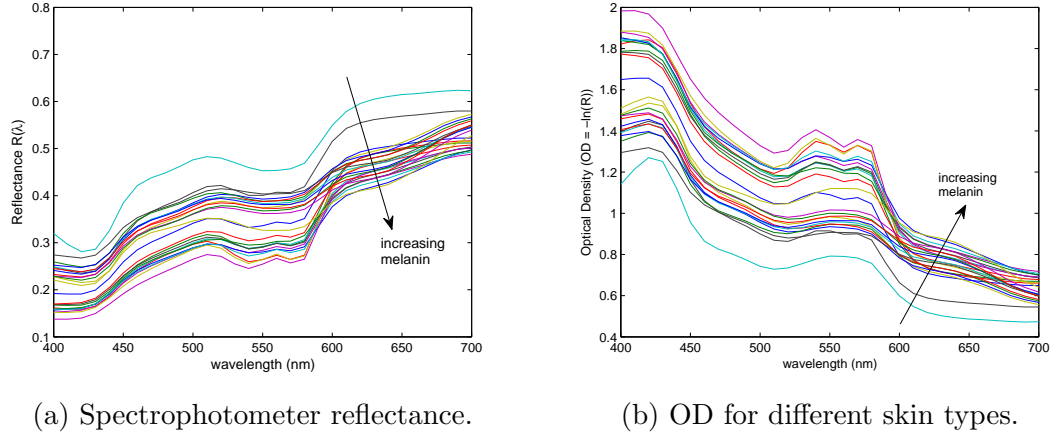 0.8
0.7
0.6
0.5
0.4
0.3
0.2
0.1
400 450 500 550 600 650 700
Reflectance R(λ)
wavelength (nm)
increasing
melanin
(a) Spectrophotometer reflectance.
2
1.8
1.6
1.4
1.2
1
0.8
0.6
0.4
400 450 500 550 600 650 700
Optical Density (OD = −ln(R))
wavelength (nm)
increasing
melanin
(b) OD for different skin types.